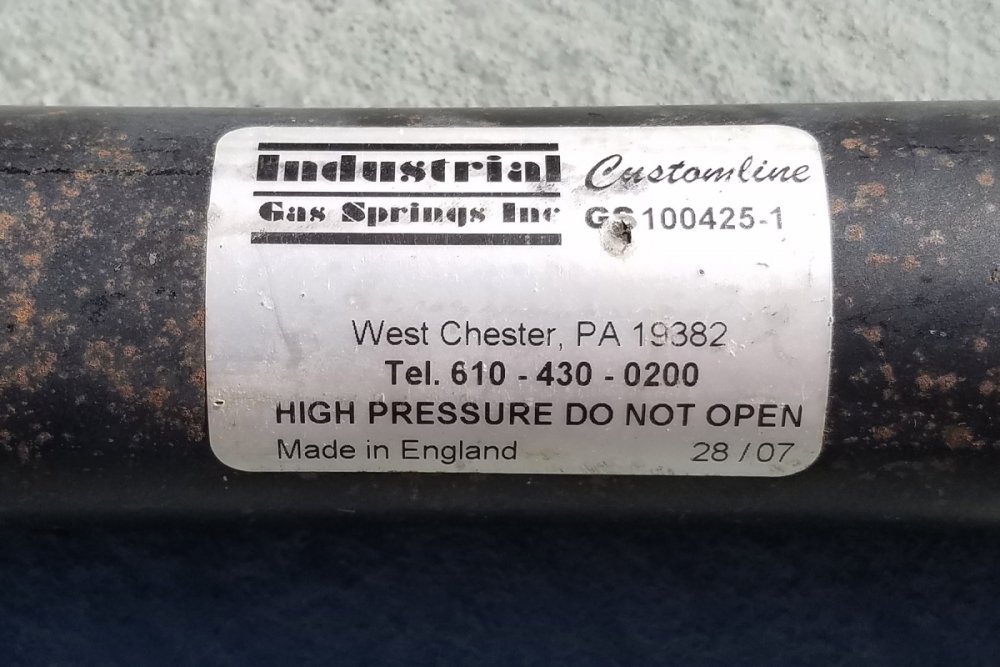 Industrial Customline
Gas Springs Inc GS100425-1
West Chester, PA 19382
Tel. 610 - 430 - 0200
HIGH PRESSURE DO NOT OPEN
Made in England 28 / 07